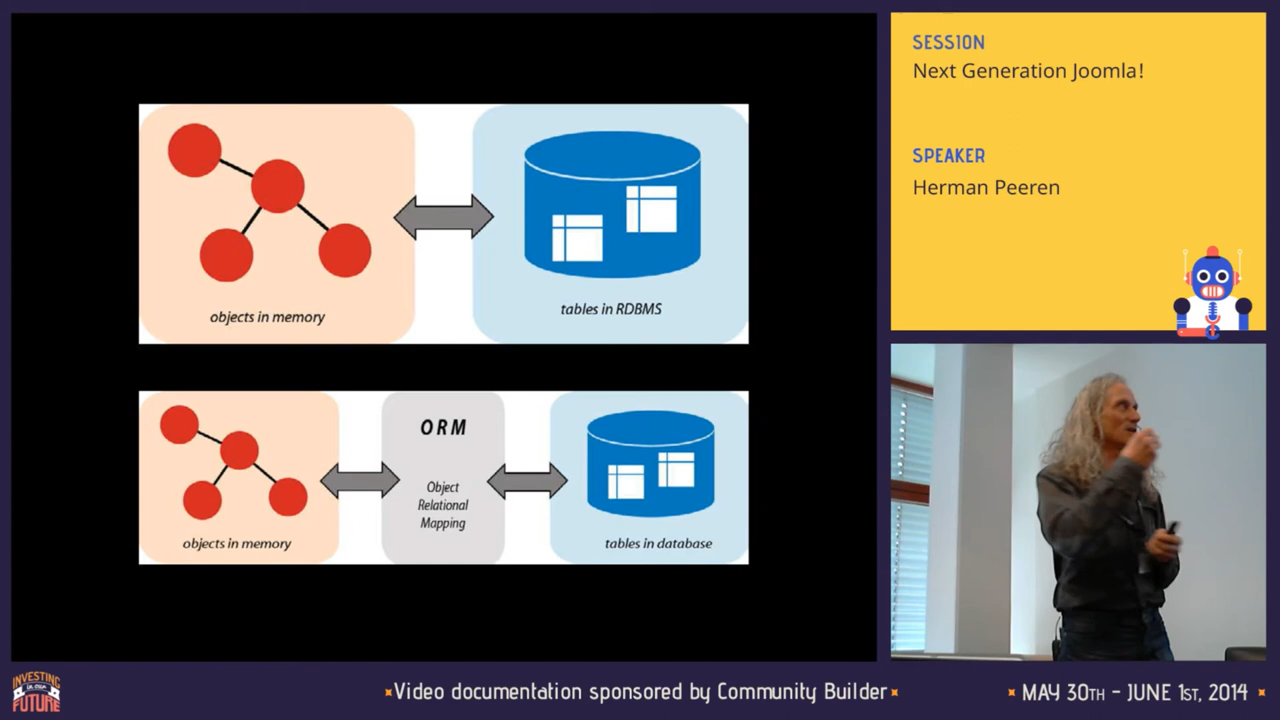 objects in memory
tables in RDBMS
ORM
Object
Relational
Mapping
objects in memory
tables in database
SESSION
Next Generation Joomla!
SPEAKER
Herman Peeren
INVESTING
IN OUR
FUTURE
Video documentation sponsored by Community Builder
MAY 30TH - JUNE 1ST, 2014